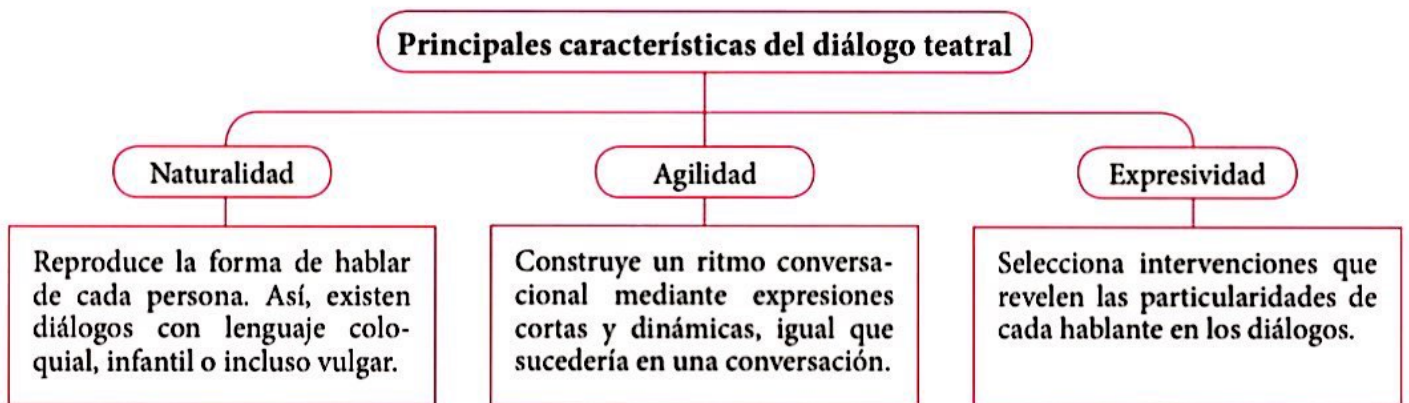 Principales características del diálogo teatral
Naturalidad
Reproduce la forma de hablar
de cada persona. Así, existen
diálogos con lenguaje colo-
quial, infantil o incluso vulgar.
Agilidad
Construye un ritmo conversa-
cional mediante expresiones
cortas y dinámicas, igual que
sucedería en una conversación.
Expresividad
Selecciona intervenciones que
revelen las particularidades de
cada hablante en los diálogos.